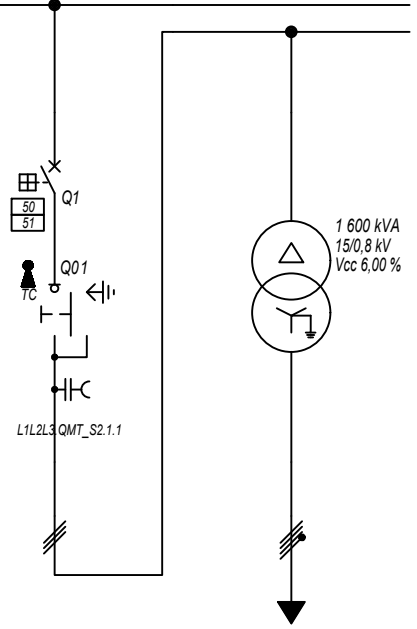 Q1
50
51
Q01
TC
L1L2L3 QMT_S2.1.1
1 600 kVA
15/0,8 kV
Vcc 6,00 %